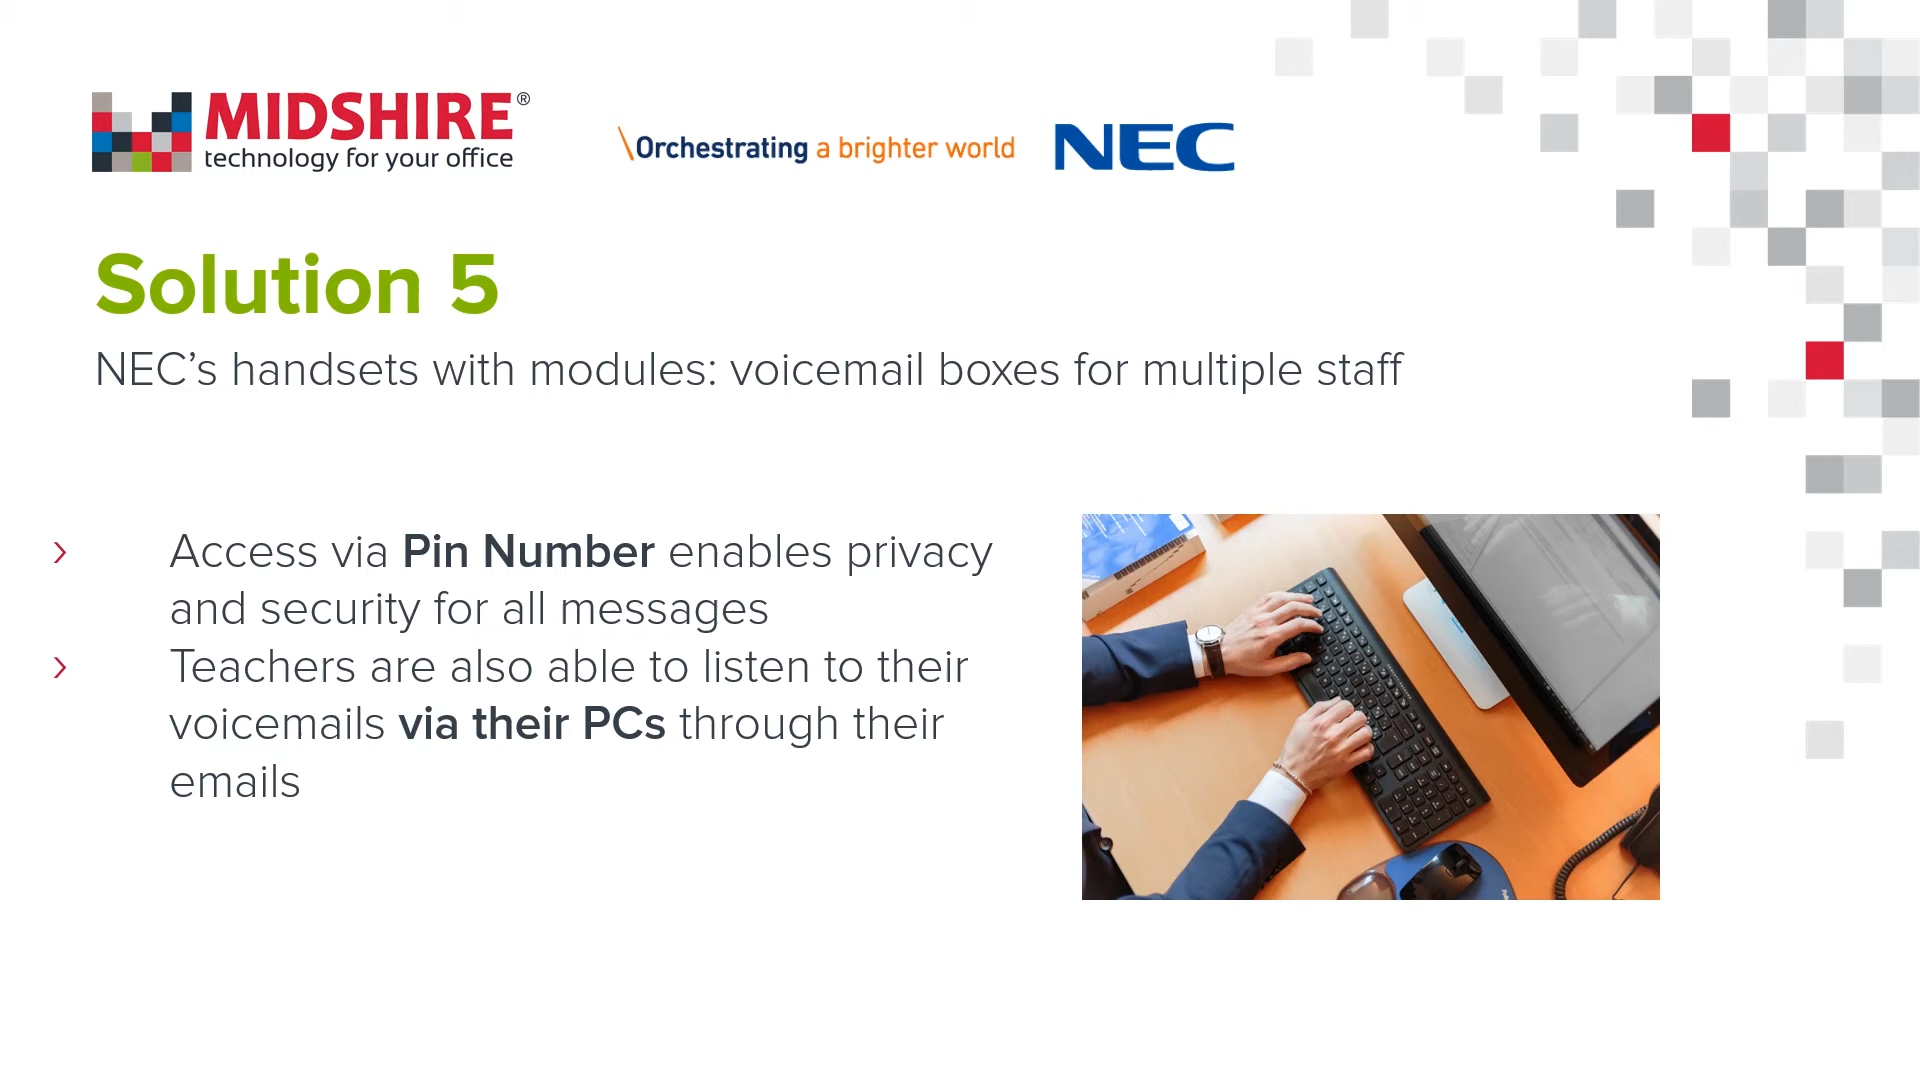 MIDSHIRE®
technology for your office
\Orchestrating a brighter world
NEC
Solution 5
NEC’s handsets with modules: voicemail boxes for multiple staff
› Access via Pin Number enables privacy
and security for all messages
› Teachers are also able to listen to their
voicemails via their PCs through their
emails